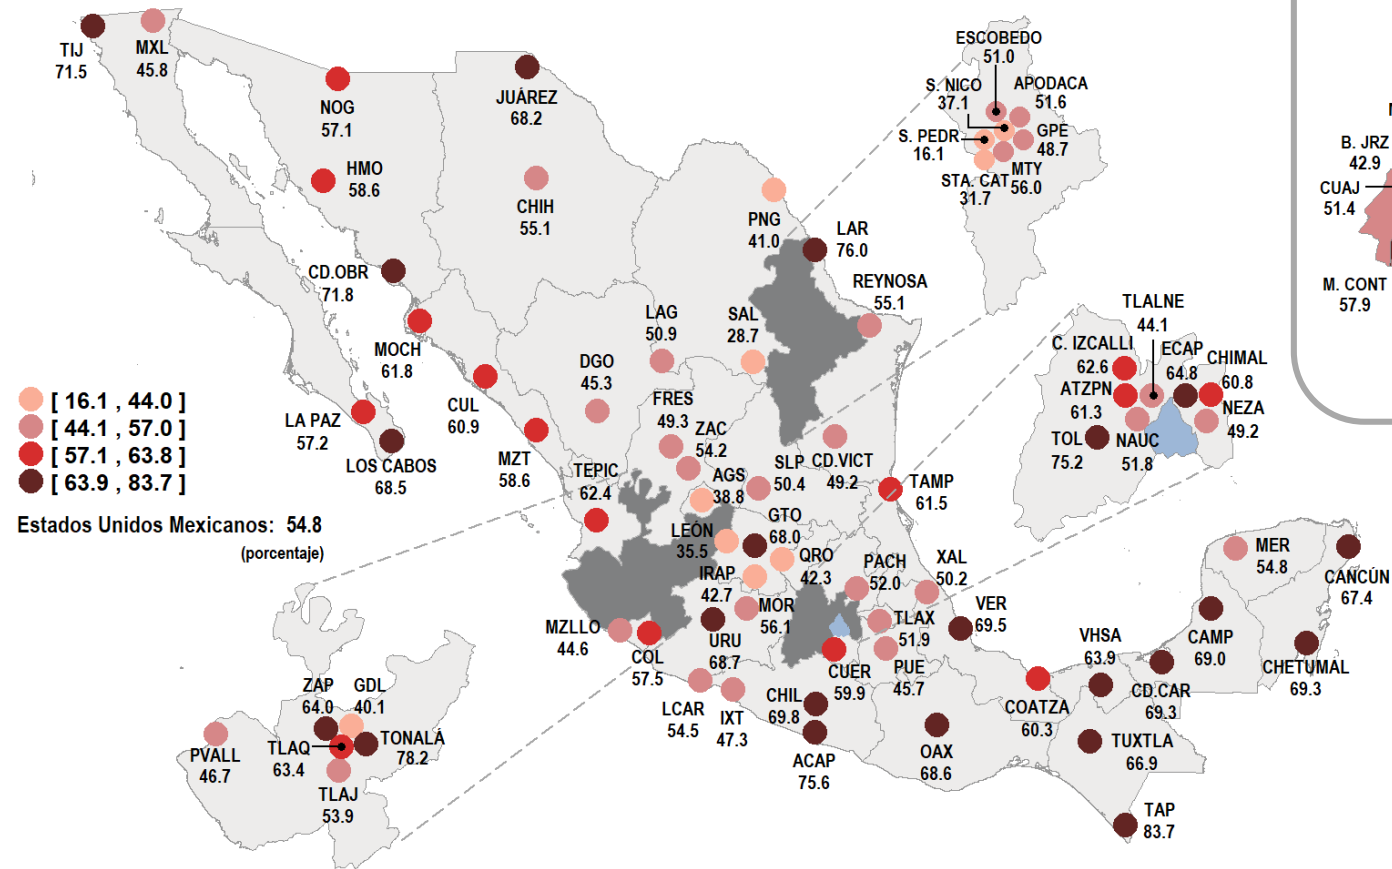 TIJ
71.5
MXL
45.8
NOG
57.1
HMO
58.6
JUÁREZ
68.2
CHIH
55.1
CD.OBR
71.8
MOCH
61.8
LA PAZ
57.2
LOS CABOS
68.5
CUL
60.9
MZT
58.6
DGO
45.3
LAG
50.9
SAL
28.7
PNG
41.0
LAR
76.0
REYNOSA
55.1
FRES
49.3
ZAC
54.2
TEPIC
62.4
AGS
38.8
SLP
50.4
CD.VICT
49.2
TAMP
61.5
LEÓN
35.5
GTO
68.0
IRAP
42.7
QRO
42.3
PACH
52.0
XAL
50.2
MOR
56.1
TLAX
51.9
VER
69.5
MZLLO
44.6
COL
57.5
URU
68.7
CUER
59.9
PUE
45.7
LCAR
54.5
IXT
47.3
CHIL
69.8
ACAP
75.6
OAX
68.6
COATZA
60.3
VHSA
63.9
CD.CAR
69.3
TUXTLA
66.9
TAP
83.7
CAMP
69.0
MER
54.8
CANCÚN
67.4
CHETUMAL
69.3
ESCOBEDO
51.0
S. NICO
37.1
APODACA
51.6
S. PEDR
16.1
GPE
48.7
STA. CAT
31.7
MTY
56.0
B. JRZ
42.9
CUAJ
51.4
M. CONT
57.9
TLALNE
44.1
C. IZCALLI
62.6
ECAP
64.8
CHIMAL
60.8
ATZPN
61.3
NEZA
49.2
TOL
75.2
NAUC
51.8
[ 16.1 , 44.0 ]
[ 44.1 , 57.0 ]
[ 57.1 , 63.8 ]
[ 63.9 , 83.7 ]
Estados Unidos Mexicanos: 54.8
(porcentaje)
ZAP
64.0
GDL
40.1
TONALÁ
78.2
PVALL
46.7
TLAQ
63.4
TLAJ
53.9